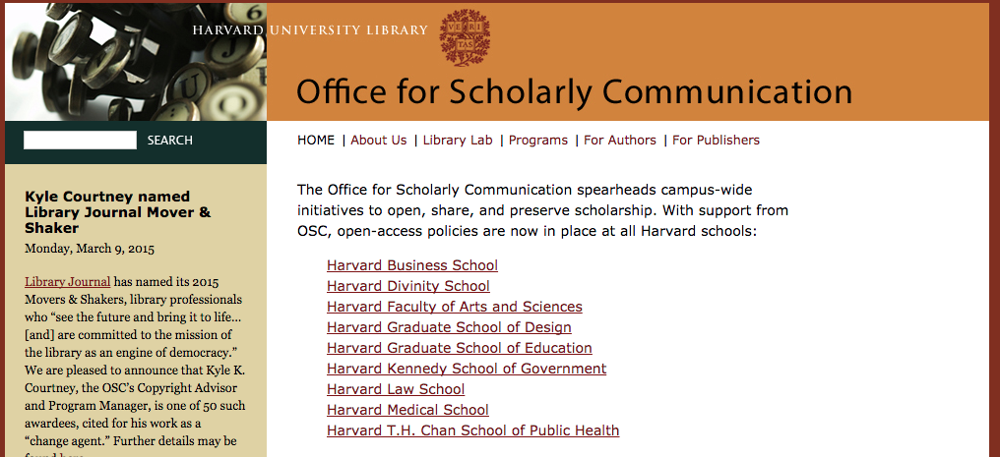 HARVARD UNIVERSITY LIBRARY
VE RI
TAS
Office for Scholarly Communication
SEARCH
HOME | About Us | Library Lab | Programs | For Authors | For Publishers
Kyle Courtney named
Library Journal Mover &
Shaker
Monday, March 9, 2015
Library Journal has named its 2015
Movers & Shakers, library professionals
who “see the future and bring it to life…
[and] are committed to the mission of
the library as an engine of democracy.”
We are pleased to announce that Kyle K.
Courtney, the OSC’s Copyright Advisor
and Program Manager, is one of 50 such
awardees, cited for his work as a
“change agent.” Further details may be
found here
The Office for Scholarly Communication spearheads campus-wide
initiatives to open, share, and preserve scholarship. With support from
OSC, open-access policies are now in place at all Harvard schools:
Harvard Business School
Harvard Divinity School
Harvard Faculty of Arts and Sciences
Harvard Graduate School of Design
Harvard Graduate School of Education
Harvard Kennedy School of Government
Harvard Law School
Harvard Medical School
Harvard T.H. Chan School of Public Health